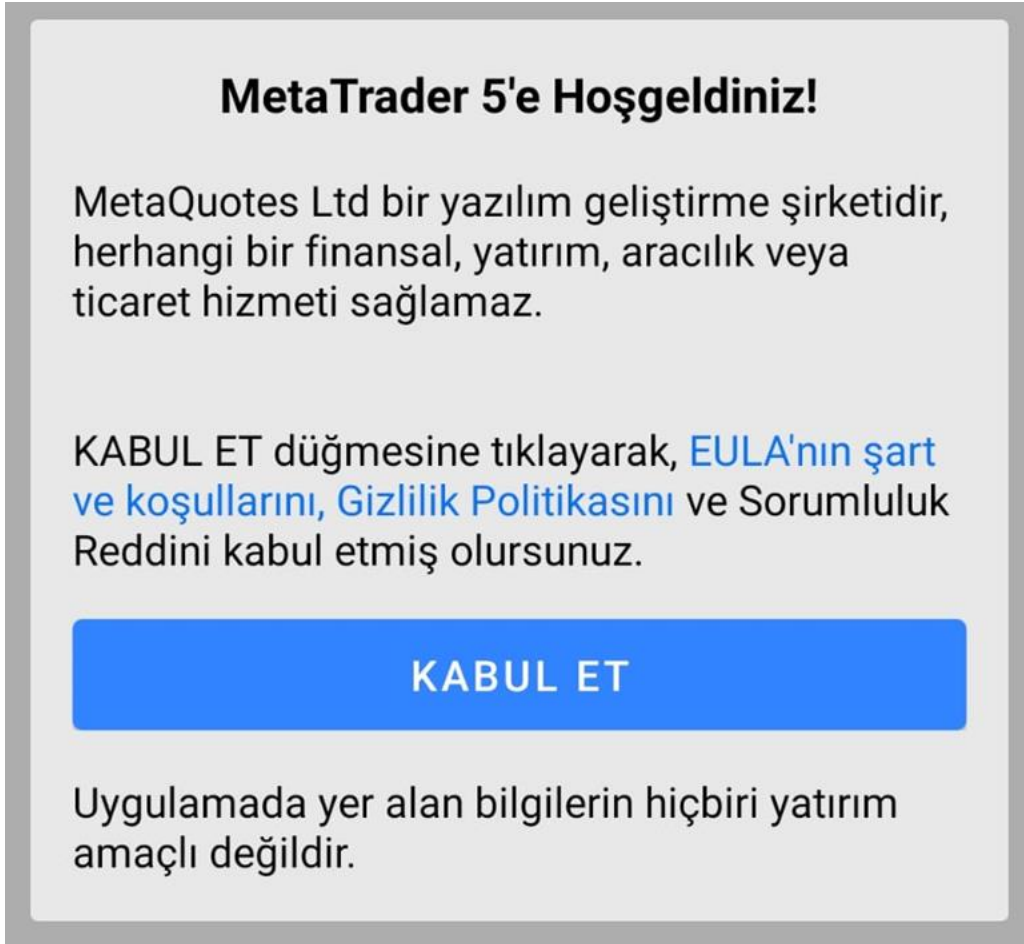 MetaTrader 5'e Hoşgeldiniz!
MetaQuotes Ltd bir yazılım geliştirme şirketidir,
herhangi bir finansal, yatırım, aracılık veya
ticaret hizmeti sağlamaz.
KABUL ET düğmesine tıklayarak, EULA'nın şart
ve koşullarını, Gizlilik Politikasını ve Sorumluluk
Reddini kabul etmiş olursunuz.
KABUL ET
Uygulamada yer alan bilgilerin hiçbiri yatırım
amaçlı değildir.